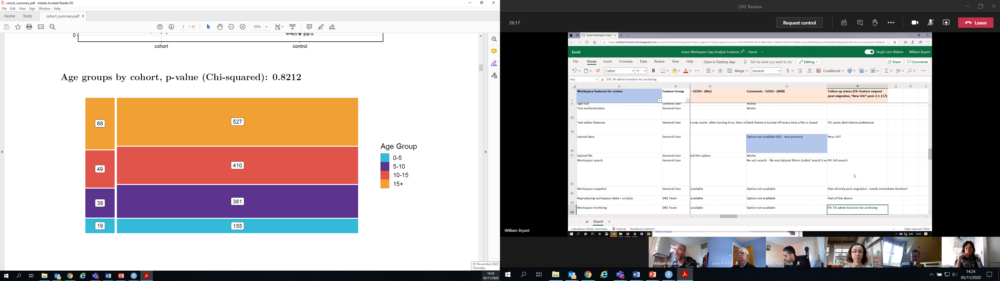 cohort_summary.pdf - Adobe Acrobat Reader DC
File Edit View Sign Window Help
Home Tools cohort_summary.pdf
2 / 13 195%
0
cohort control
Age groups by cohort, p-value (Chi-squared): 0.8212
68 527
49 410
38 361
19 155
Age Group
0-5
5-10
10-15
15+
05 November 2020
Thursday
14:24
05/11/2020
UAT Review
26:17 Request control Leave
Azure Workspace Gap A
Excel Azure Workspace Gap Analysis Features - Saved Single Line Ribbon William Bryant
File Home Insert Formulas Data Review View Help Open in Desktop App Tell me what you want to do Editing Share Comments
Calibri 11 B A Merge General $ Conditional
P45 fx FR: TA admin function for archiving
A B N O P Q R S
1 Workspace features for review Feature Group - GOSH - (Mo) Comments - GOSH - (Will) Follow up status (FR: feature request
post-migration, 'New UAT' post-2.1.11?)
37 Sign-out General User Works
38 Text authentication General User Works
39 Text editor features General User e only works after turning it on, then of Dark theme is turned off every time a file is closed FR: saves dark theme preference
40 Upload data General User Option not available (AG - new process) New UAT
41 Upload file General User ind this option Works
42 Workspace search General User No w/s search - file and dataset filters (called 'search') wo FR: full search
43 Workspace snapshot General User available Option not available Plan directly post-migration - needs immediate timeline!
44 Reproducing workspace (data + scripts) DRE Team available Option not available Part of the above
45 Workspace Archiving DRE Team available Option not available FR: TA admin function for archiving
Sheet1
Calculation Mode: Automatic Internal Workbook Statistics Help Improve Office
Methods
ENG 14:24
William Bryant
William Bryant John Booth Mohsin Shah Natassa Spiridou Richard Issitt
14:24
05/11/2020